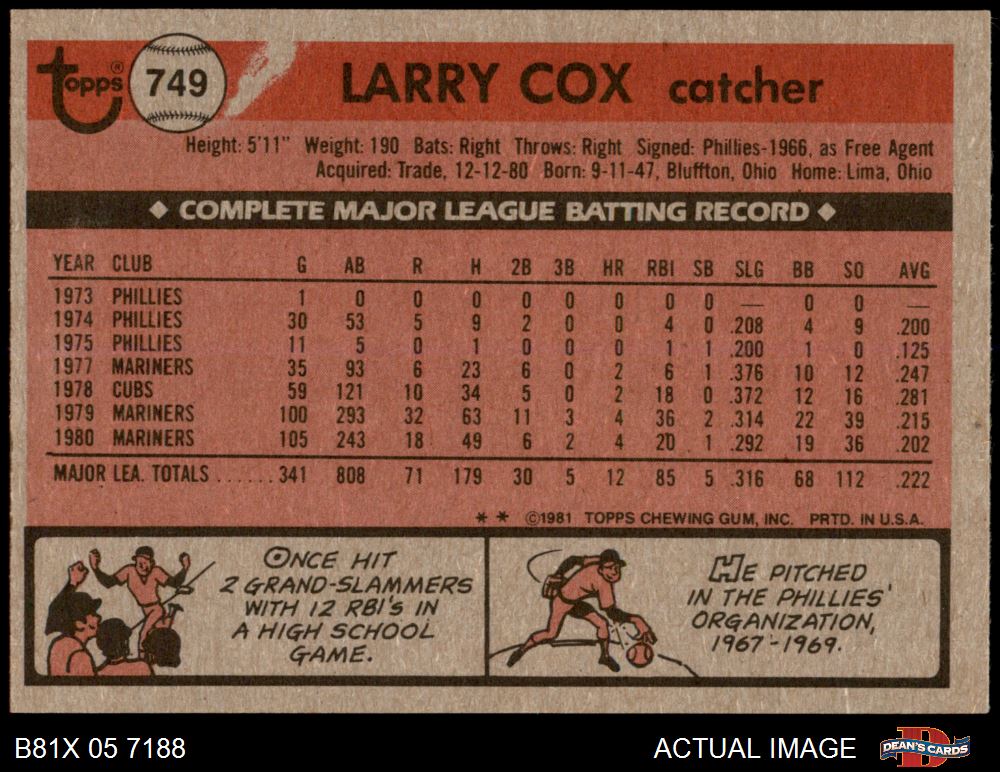 Topps® 749 LARRY COX catcher
Height: 5'11" Weight: 190 Bats: Right Throws: Right Signed: Phillies-1966, as Free Agent
Acquired: Trade, 12-12-80 Born: 9-11-47, Bluffton, Ohio Home: Lima, Ohio
◆ COMPLETE MAJOR LEAGUE BATTING RECORD ◆
YEAR CLUB G AB R H 2B 3B HR RBI SB SLG BB SO AVG
1973 PHILLIES 1 0 0 0 0 0 0 0 0 — 0 0 —
1974 PHILLIES 30 53 5 9 2 0 0 4 0 .208 4 9 .200
1975 PHILLIES 11 5 0 1 0 0 0 1 1 .200 1 0 .125
1977 MARINERS 35 93 6 23 6 0 2 6 1 .376 10 12 .247
1978 CUBS 59 121 10 34 5 0 2 18 0 .372 12 16 .281
1979 MARINERS 100 293 32 63 11 3 4 36 2 .314 22 39 .215
1980 MARINERS 105 243 18 49 6 2 4 20 1 .292 19 36 .202
MAJOR LEA. TOTALS ...... 341 808 71 179 30 5 12 85 5 .316 68 112 .222
* * ©1981 TOPPS CHEWING GUM, INC. PRTD. IN U.S.A.
ONCE HIT
2 GRAND-SLAMMERS
WITH 12 RBI'S IN
A HIGH SCHOOL
GAME.
HE PITCHED
IN THE PHILLIES'
ORGANIZATION,
1967-1969.
B81X 05 7188 ACTUAL IMAGE DEAN'S CARDS